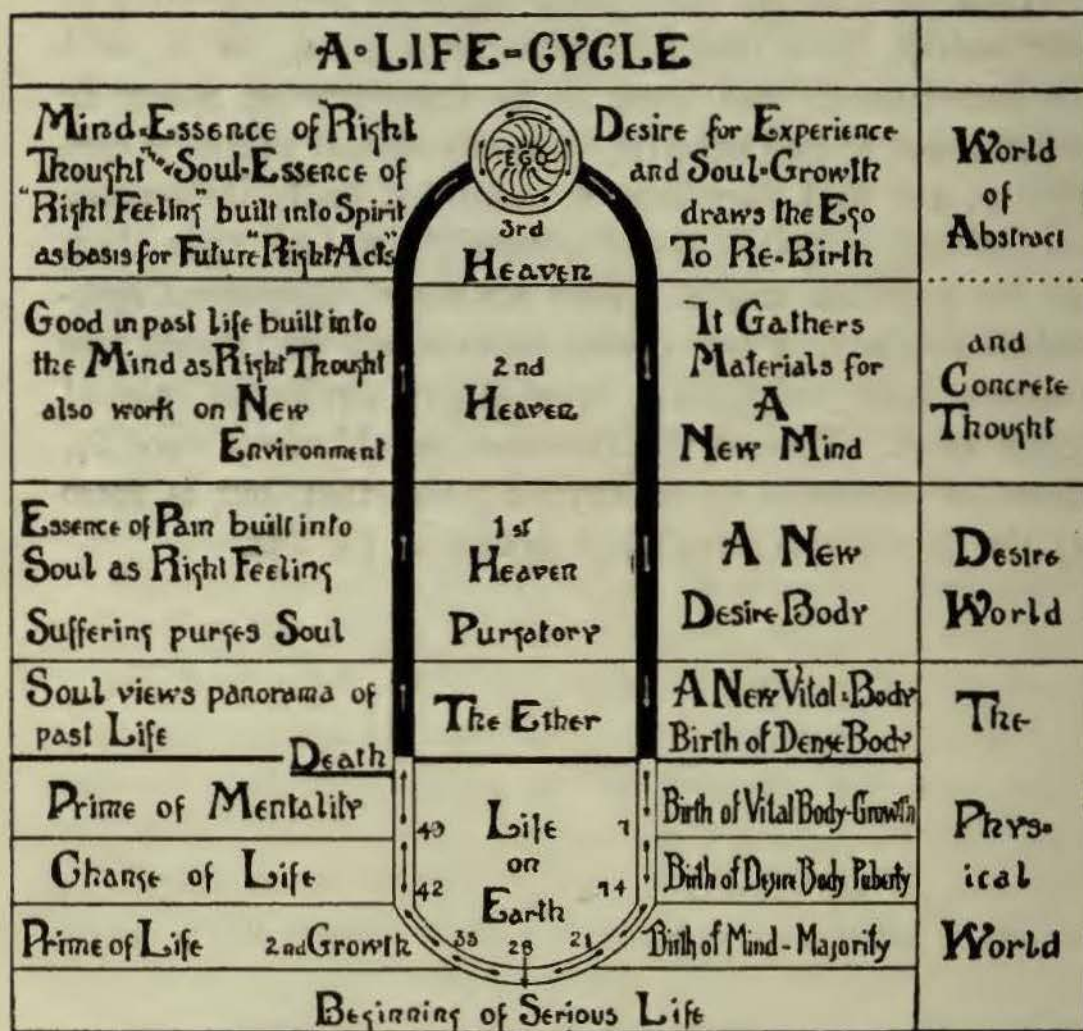 A·LIFE-CYCLE
Mind-Essence of Right
Thought and Soul-Essence of
"Right Feeling" built into Spirit
as basis for Future "Right Acts"
EGO
3rd
Heaven
Desire for Experience
and Soul-Growth
draws the Ego
To Re-Birth
World
of
Abstract
Good in past life built into
the Mind as Right Thought
also work on New
Environment
2nd
Heaven
It Gathers
Materials for
A
New Mind
and
Concrete
Thought
Essence of Pain built into
Soul as Right Feeling
Suffering purges Soul
1st
Heaven
Purgatory
A New
Desire Body
Desire
World
Soul views panorama of
past Life
Death
The Ether
A New Vital-Body
Birth of Dense Body
The
Prime of Mentality
49
Life
on
Earth
7
Birth of Vital Body-Growth
Phys-
ical
World
Change of Life
42
14
Birth of Desire Body Puberty
Prime of Life 2nd Growth
35
28
21
Birth of Mind - Majority
Beginning of Serious Life